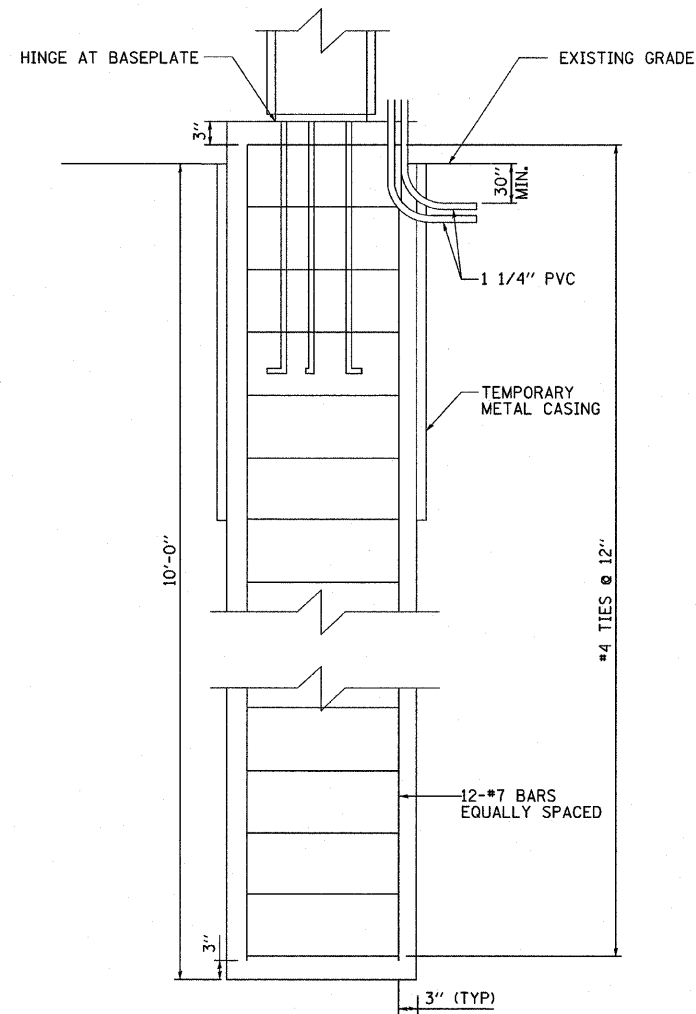 HINGE AT BASEPLATE
EXISTING GRADE
3"
30"
MIN.
1 1/4" PVC
TEMPORARY
METAL CASING
10'-0"
#4 TIES @ 12"
12-#7 BARS
EQUALLY SPACED
3"
3" (TYP)